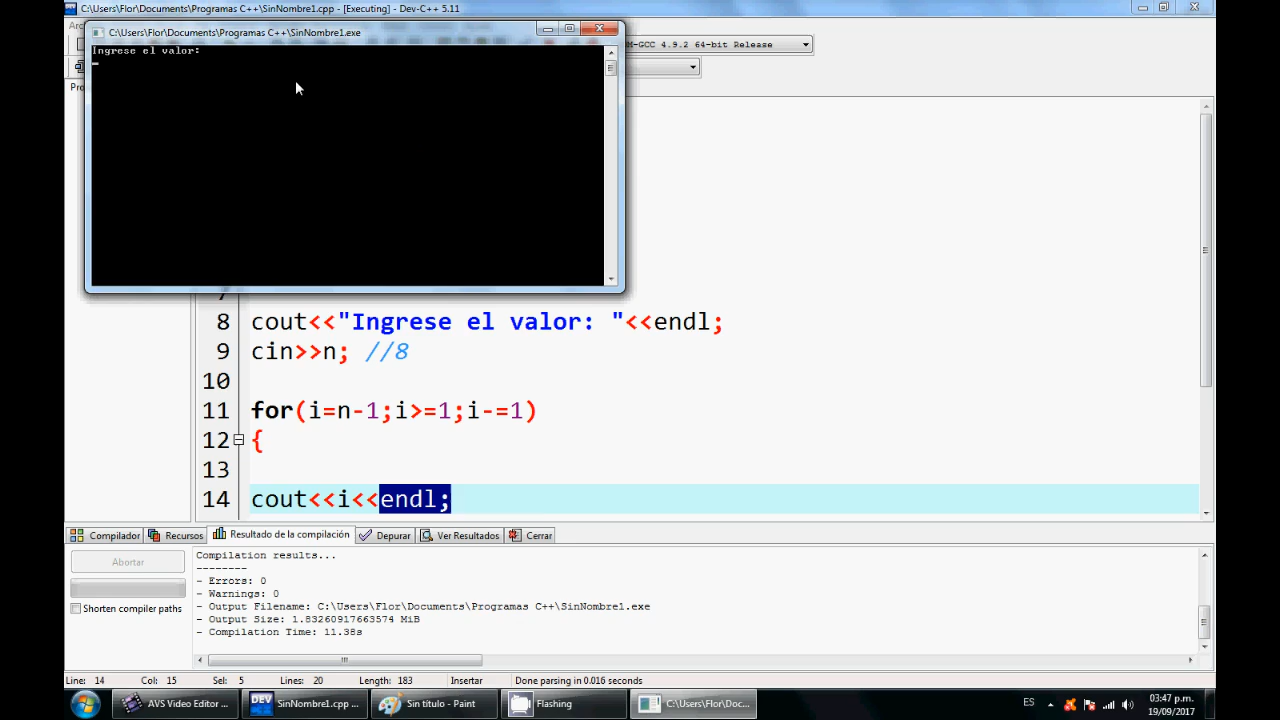 C:\Users\Flor\Documents\Programas C++\SinNombre1.cpp - [Executing] - Dev-C++ 5.11
C:\Users\Flor\Documents\Programas C++\SinNombre1.exe
Ingrese el valor:
M-GCC 4.9.2 64-bit Release
7
8 cout<<"Ingrese el valor: "<<endl;
9 cin>>n; //8
10
11 for(i=n-1;i>=1;i-=1)
12 {
13
14 cout<<i<<endl;
Compilador Recursos Resultado de la compilación Depurar Ver Resultados Cerrar
Abortar
Shorten compiler paths
Compilation results...
--------
- Errors: 0
- Warnings: 0
- Output Filename: C:\Users\Flor\Documents\Programas C++\SinNombre1.exe
- Output Size: 1.83260917663574 MiB
- Compilation Time: 11.38s
Line: 14 Col: 15 Sel: 5 Lines: 20 Length: 183 Insertar Done parsing in 0.016 seconds
AVS Video Editor ... SinNombre1.cpp ... Sin título - Paint Flashing C:\Users\Flor\Doc... ES 03:47 p.m.
19/09/2017